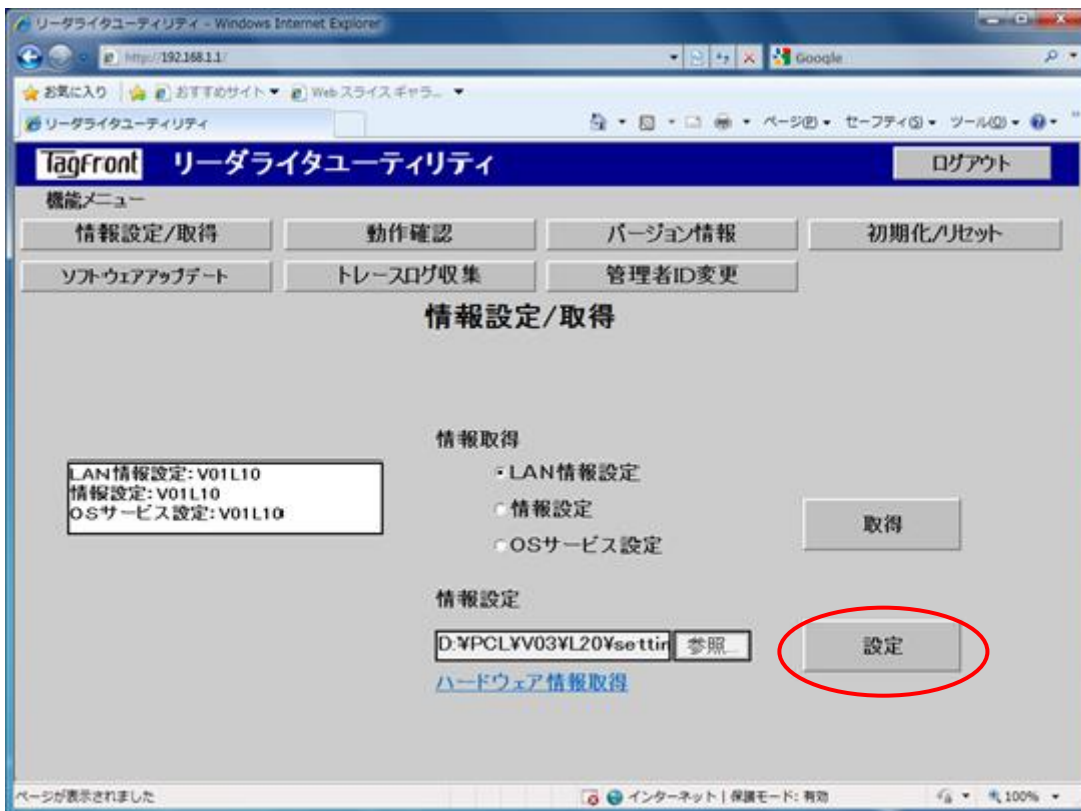 リーダライタユーティリティ - Windows Internet Explorer
http://192.168.1.1/
Google
お気に入り おすすめサイト Web スライス ギャラ...
リーダライタユーティリティ
ページ(P) セーフティ(S) ツール(O)
TagFront リーダライタユーティリティ ログアウト
機能メニュー
情報設定/取得 動作確認 バージョン情報 初期化/リセット
ソフトウェアアップデート トレースログ収集 管理者ID変更
情報設定/取得
情報取得
LAN情報設定:V01L10
情報設定:V01L10
OSサービス設定:V01L10
LAN情報設定
情報設定
OSサービス設定
取得
情報設定
D:¥PCL¥V03¥L20¥settin 参照... 設定
ハードウェア情報取得
ページが表示されました インターネット | 保護モード: 有効 100%